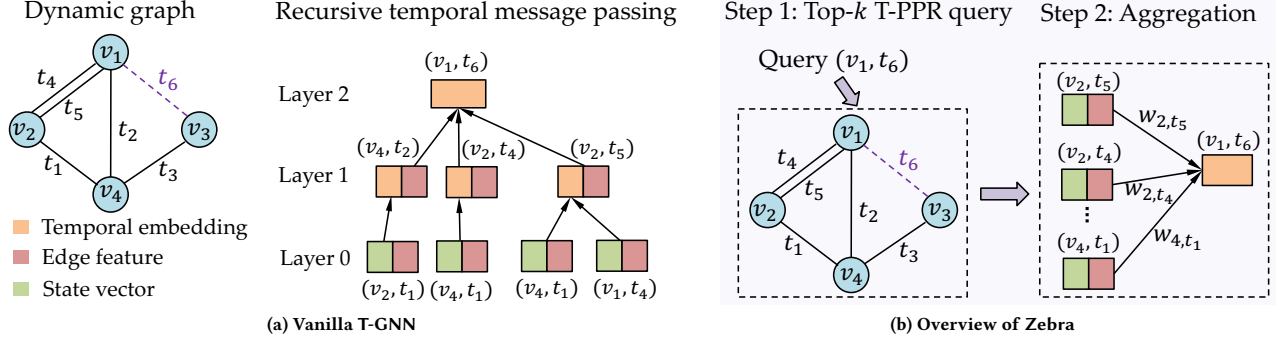 Dynamic graph
v₁
t₄
t₅
t₆
v₂
t₂
v₃
t₁
t₃
v₄
Temporal embedding
Edge feature
State vector
Recursive temporal message passing
(v₁, t₆)
Layer 2
(v₄, t₂) (v₂, t₄) (v₂, t₅)
Layer 1
Layer 0
(v₂, t₁) (v₄, t₁) (v₄, t₁) (v₁, t₄)
(a) Vanilla T-GNN
Step 1: Top-k T-PPR query
Query (v₁, t₆)
v₁
t₄
t₅
t₆
v₂
t₂
v₃
t₁
t₃
v₄
Step 2: Aggregation
(v₂, t₅)
w₂,t₅
(v₁, t₆)
(v₂, t₄)
w₂,t₄
⋮
(v₄, t₁)
w₄,t₁
(b) Overview of Zebra